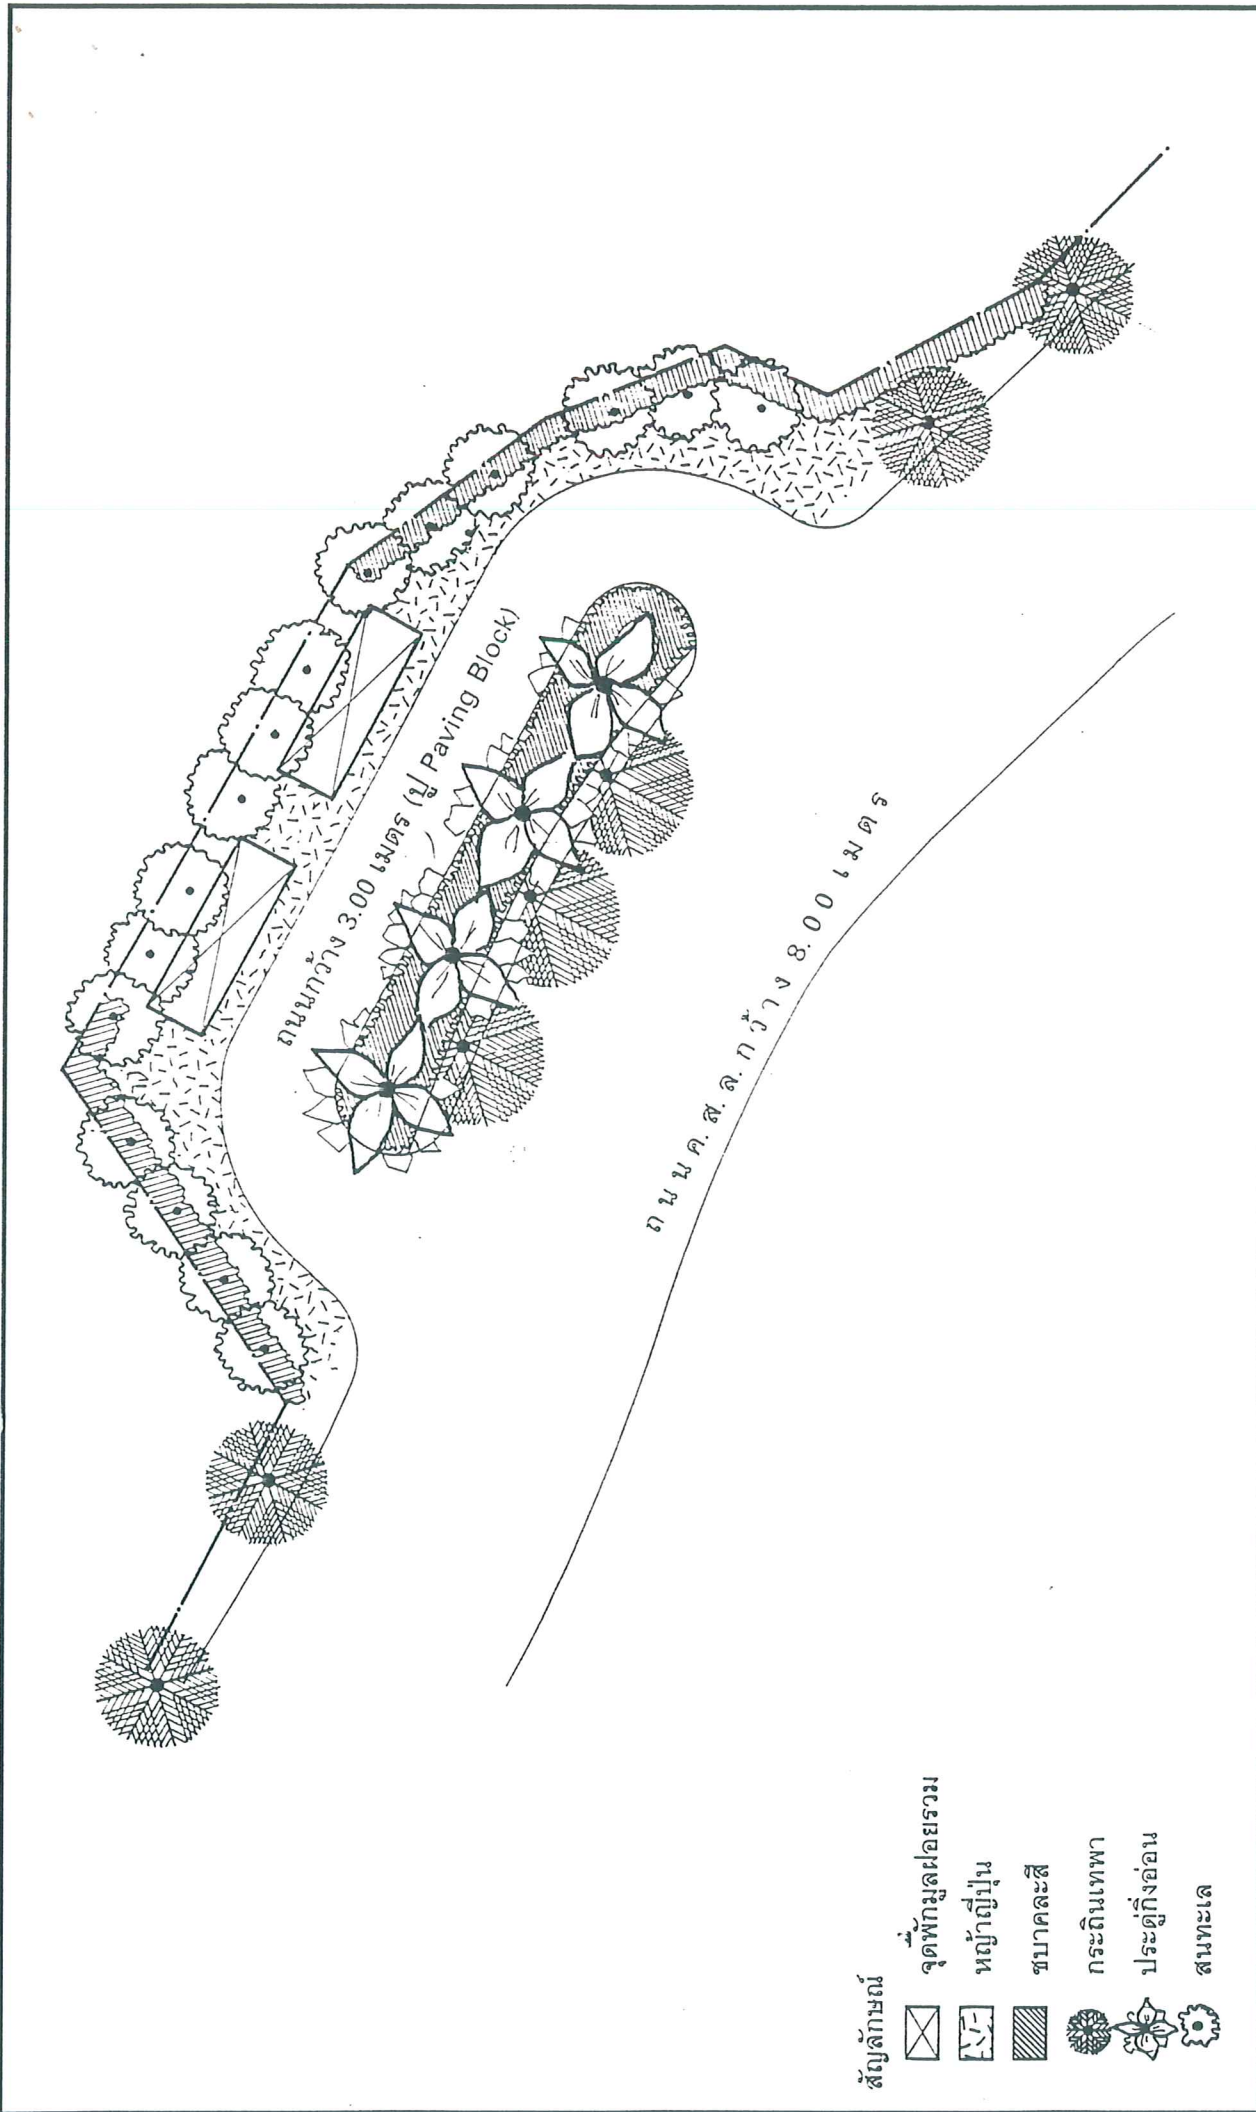 ถนนกว้าง 3.00 เมตร (ปู Paving Block)
ถนน ค.ส.ล. กว้าง 8.00 เมตร
สัญลักษณ์
จุดพักมูลฝอยรวม
หญ้าญี่ปุ่น
ชบาคละสี
กระถินเทพา
ประดู่กิ่งอ่อน
สนทะเล